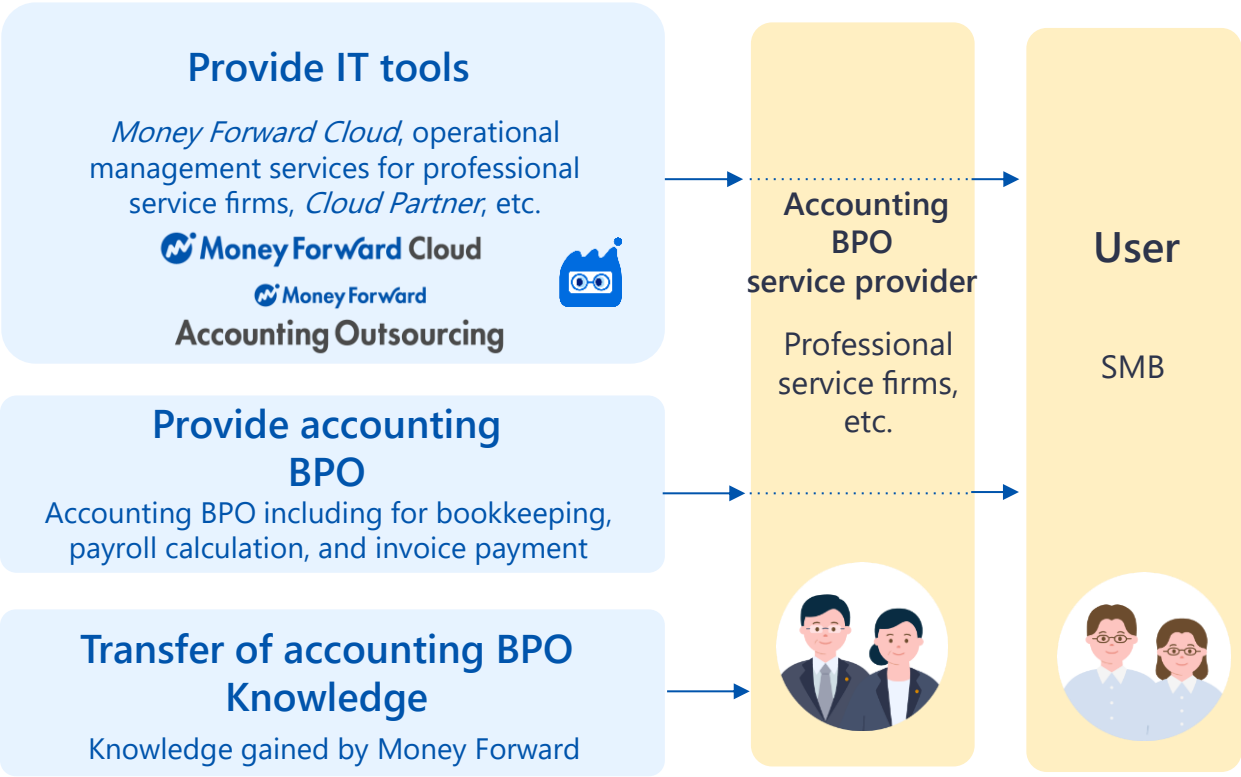 Provide IT tools
Money Forward Cloud, operational
management services for professional
service firms, Cloud Partner, etc.
Money Forward Cloud
Money Forward
Accounting Outsourcing
Provide accounting
BPO
Accounting BPO including for bookkeeping,
payroll calculation, and invoice payment
Transfer of accounting BPO
Knowledge
Knowledge gained by Money Forward
Accounting
BPO
service provider
Professional
service firms,
etc.
User
SMB